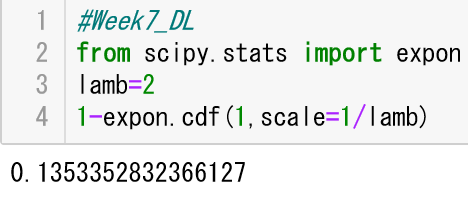 1 #Week7_DL
2 from scipy.stats import expon
3 lamb=2
4 1-expon.cdf(1,scale=1/lamb)
0.1353352832366127